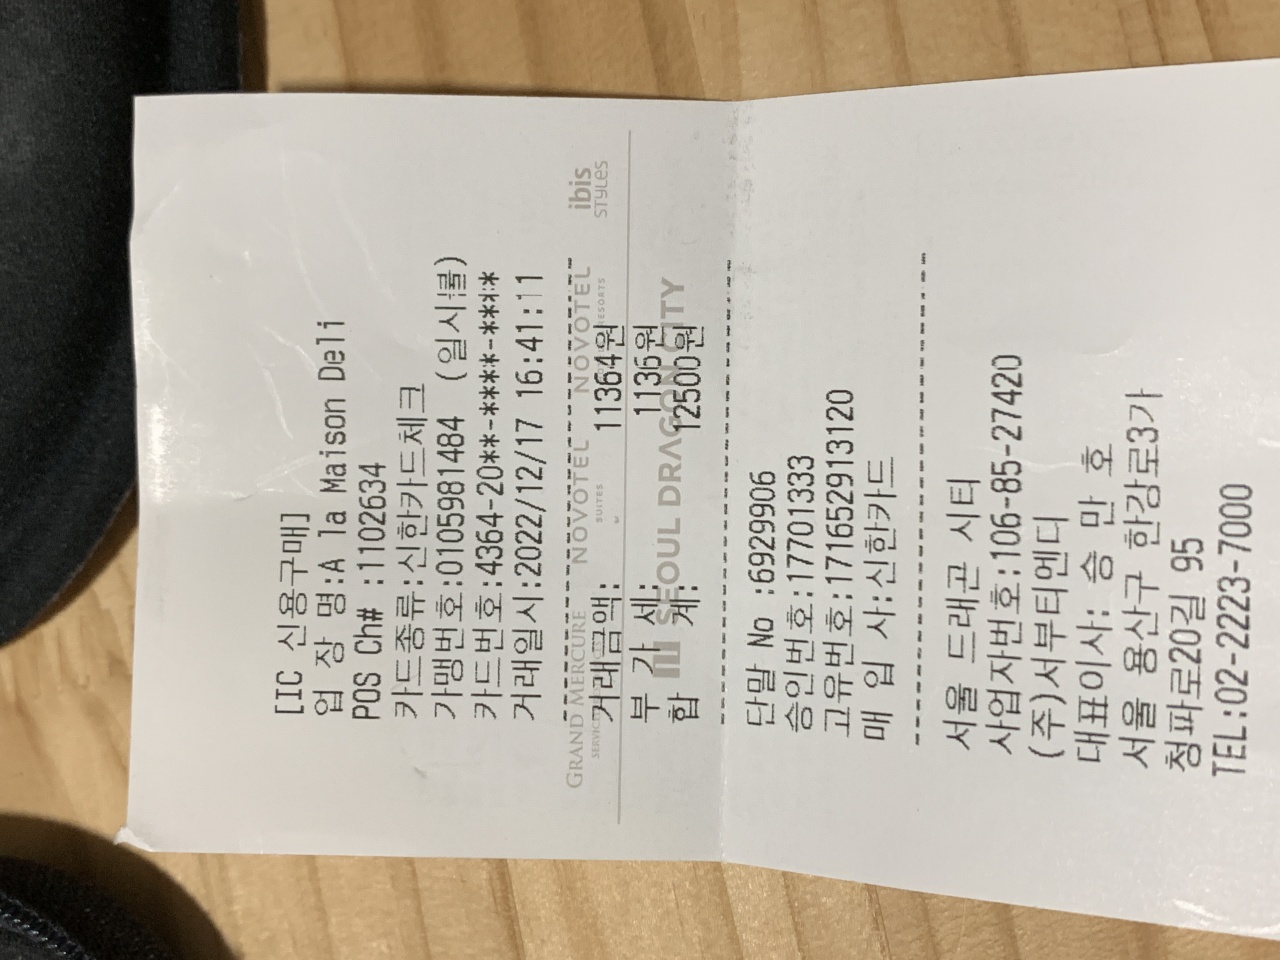 [IC 신용구매]
업 장 명:A la Maison Deli
POS Ch# :1102634
카드종류:신한카드체크
가맹번호:0105981484 (일시불)
카드번호:4364-20**-****-****
거래일시:2022/12/17 16:41:11
GRAND MERCURE NOVOTEL NOVOTEL ibis
SUITES STYLES
거래금액: 11364원
부 가 세: 1136원
SEOUL DRAGON CITY
합 계: 12500원
단말 No :6929906
승인번호:17701333
고유번호:171652913120
매 입 사:신한카드
서울 드래곤 시티
사업자번호:106-85-27420
(주)서부티엔디
대표이사: 승 만 호
서울 용산구 한강로3가
청파로20길 95
TEL:02-2223-7000